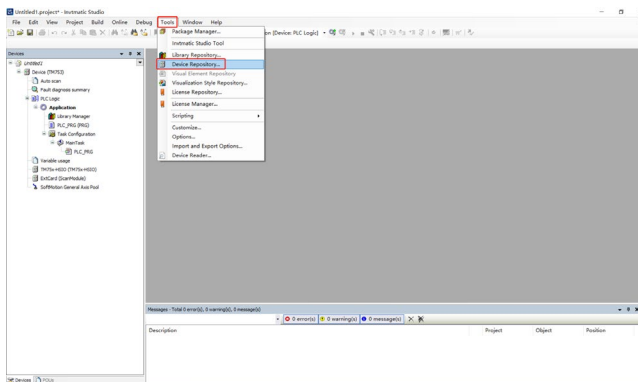 Untitled1.project* - Invtmatic Studio
File Edit View Project Build Online Debug Tools Window Help
Package Manager...
Invtmatic Studio Tool
Library Repository...
Device Repository...
Visual Element Repository
Visualization Style Repository...
License Repository...
License Manager...
Scripting
Customize...
Options...
Import and Export Options...
Device Reader...
on [Device: PLC Logic]
Devices
Untitled1
Device (TM753)
Auto scan
Fault diagnosis summary
PLC Logic
Application
Library Manager
PLC_PRG (PRG)
Task Configuration
MainTask
PLC_PRG
Variable usage
TM75x-HSIO (TM75x-HSIO)
ExtCard (ScanModule)
SoftMotion General Axis Pool
Messages - Total 0 error(s), 0 warning(s), 0 message(s)
0 error(s) 0 warning(s) 0 message(s)
Description Project Object Position
Devices POUs